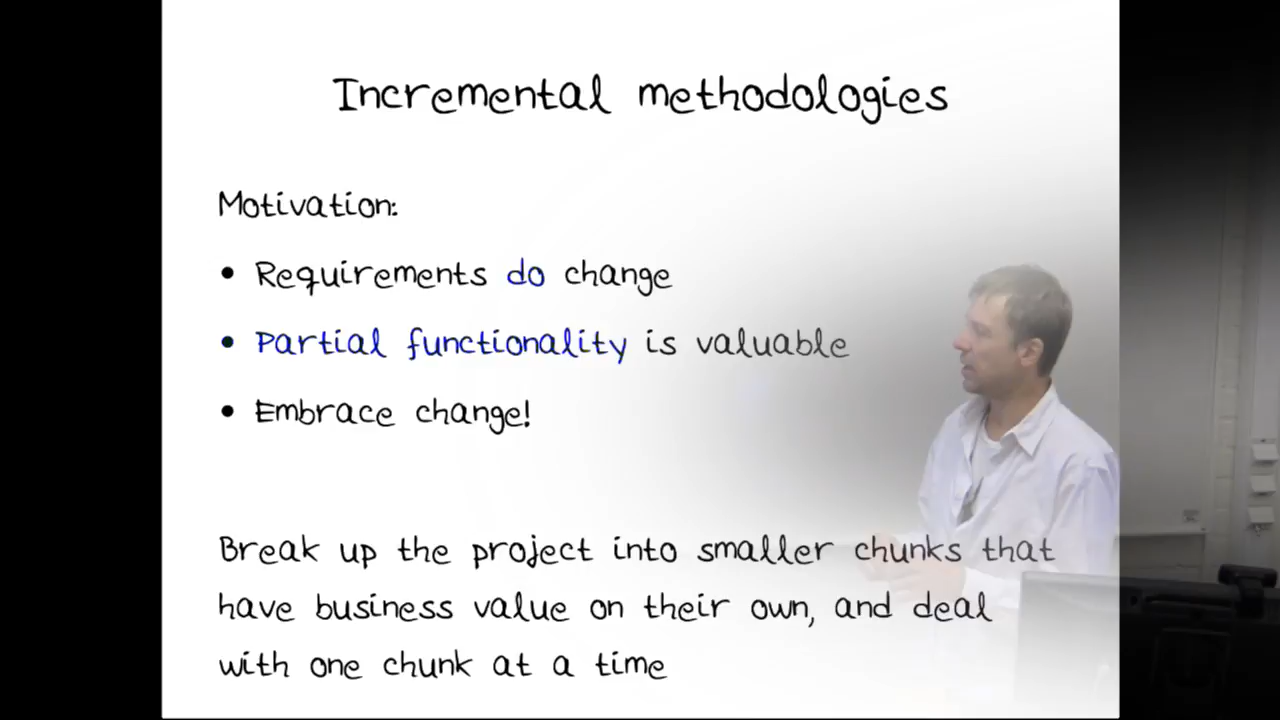 Incremental methodologies
Motivation:
• Requirements do change
• Partial functionality is valuable
• Embrace change!
Break up the project into smaller chunks that
have business value on their own, and deal
with one chunk at a time